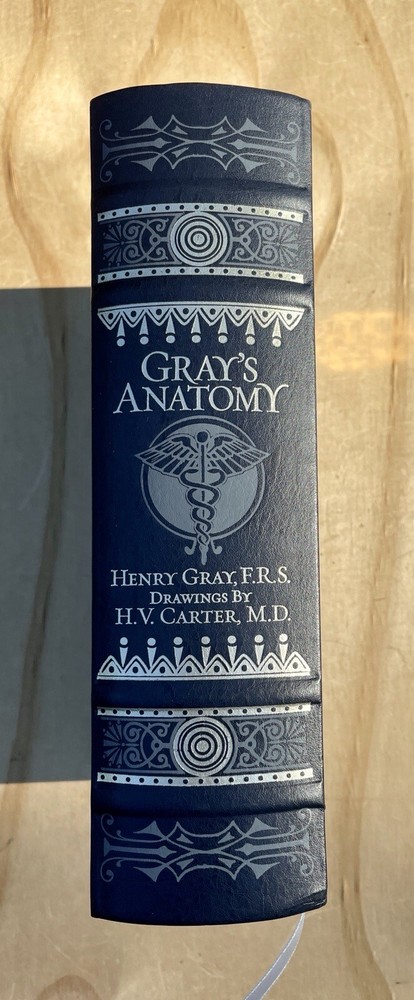 GRAY'S
ANATOMY
HENRY GRAY, F.R.S.
DRAWINGS BY
H.V. CARTER, M.D.